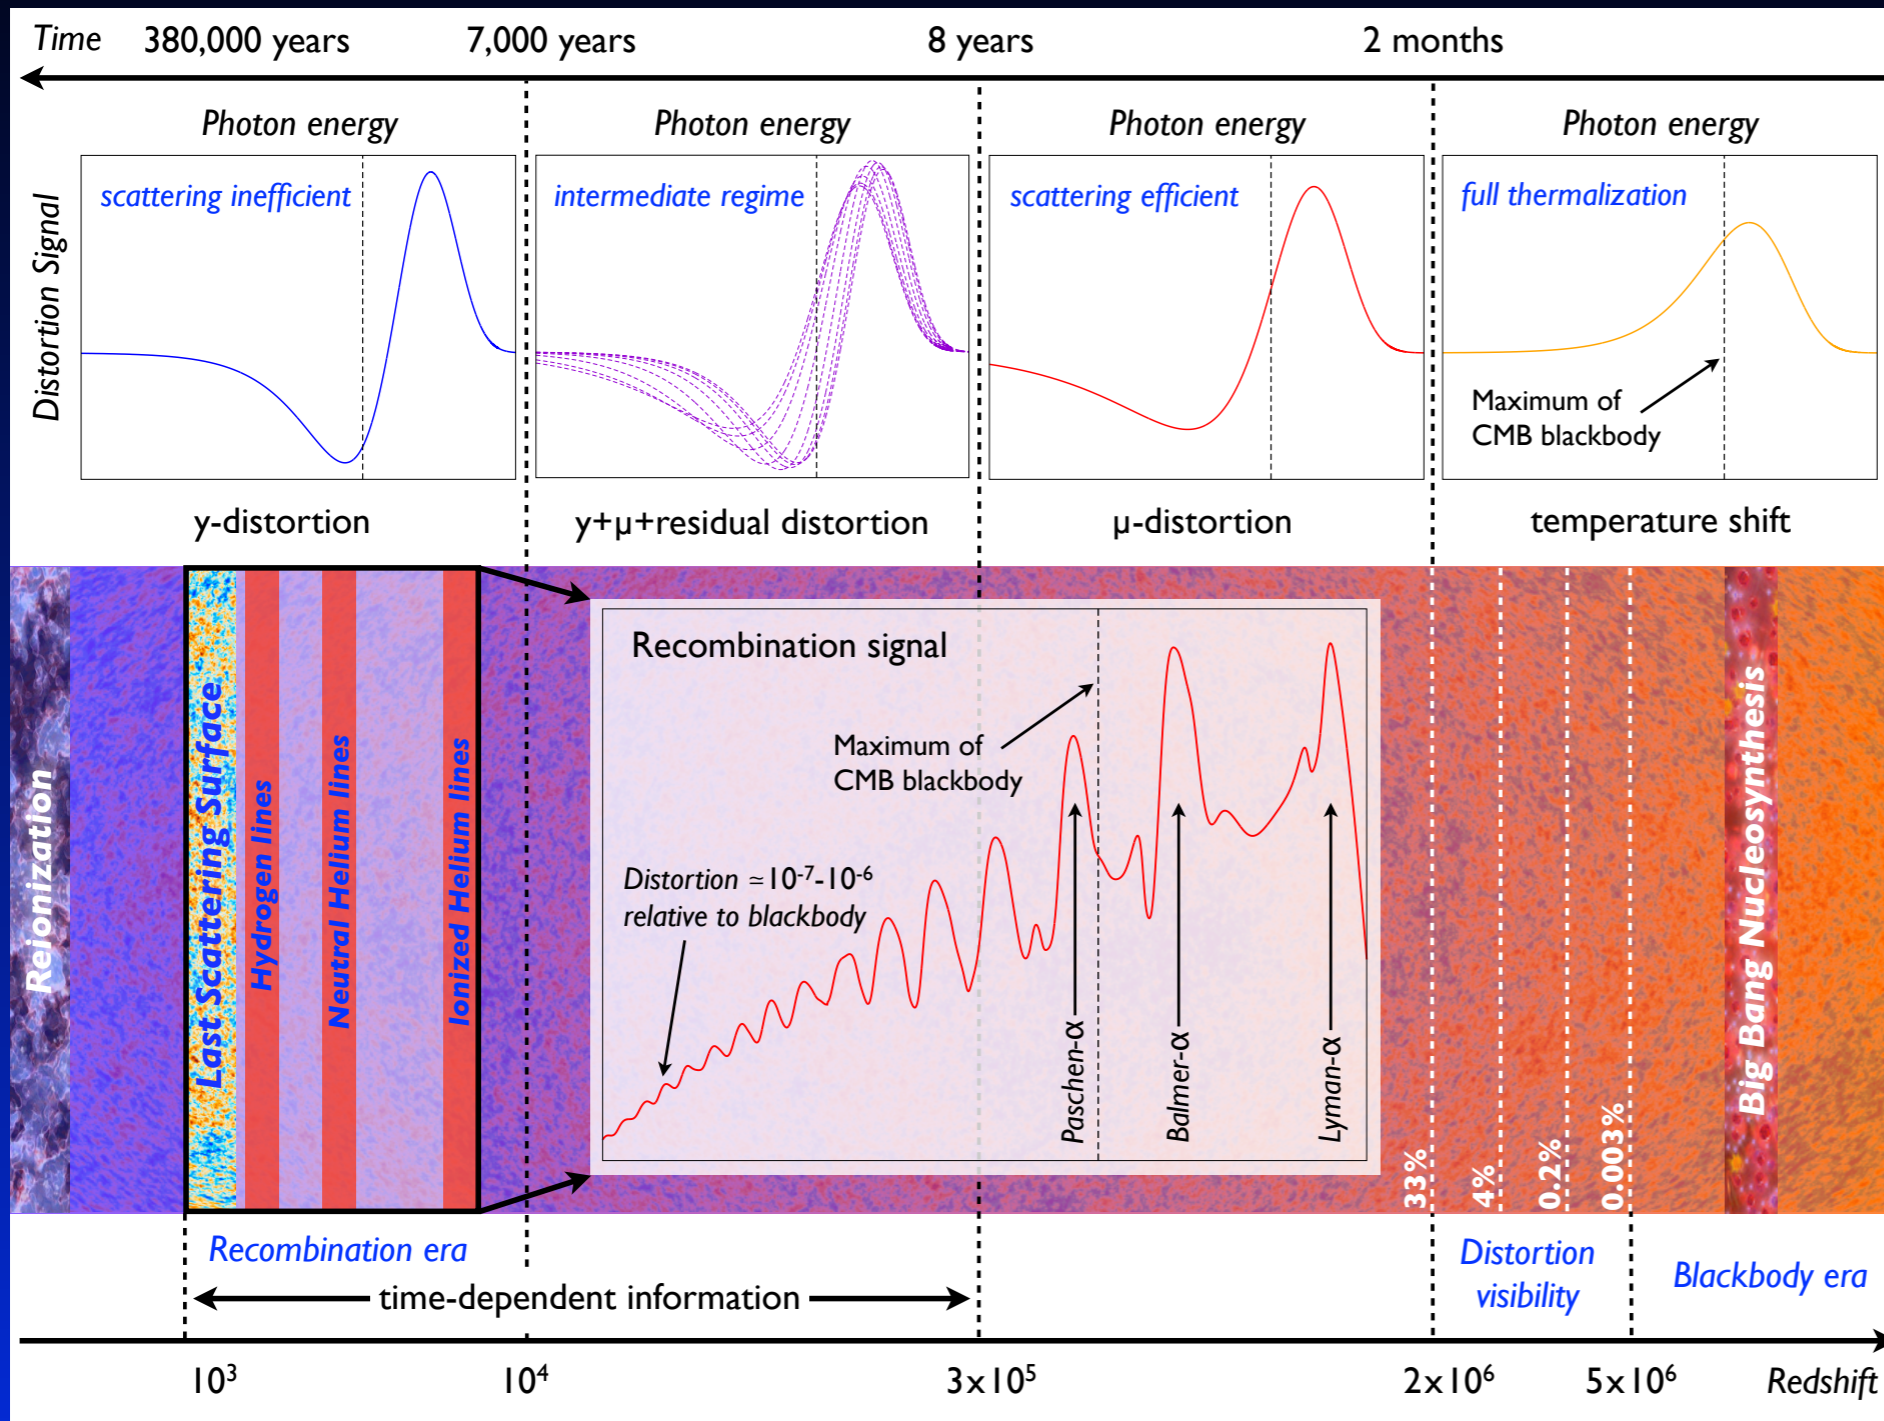 Time 380,000 years 7,000 years 8 years 2 months
Photon energy Photon energy Photon energy Photon energy
Distortion Signal
scattering inefficient
intermediate regime
scattering efficient
full thermalization
Maximum of
CMB blackbody
y-distortion
y+μ+residual distortion
μ-distortion
temperature shift
Reionization
Last Scattering Surface
Hydrogen lines
Neutral Helium lines
Ionized Helium lines
Recombination signal
Maximum of
CMB blackbody
Distortion ≃10⁻⁷-10⁻⁶
relative to blackbody
Paschen-α
Balmer-α
Lyman-α
33%
4%
0.2%
0.003%
Big Bang Nucleosynthesis
Recombination era
time-dependent information
Distortion
visibility
Blackbody era
10³ 10⁴ 3x10⁵ 2x10⁶ 5x10⁶ Redshift